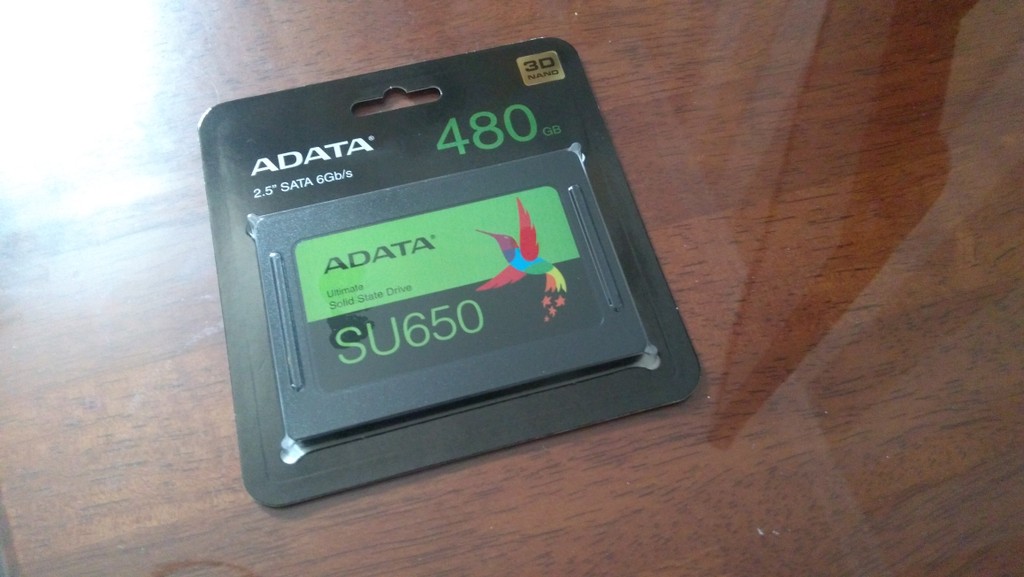 3D
NAND
ADATA®
480 GB
2.5" SATA 6Gb/s
ADATA®
Ultimate
Solid State Drive
SU650